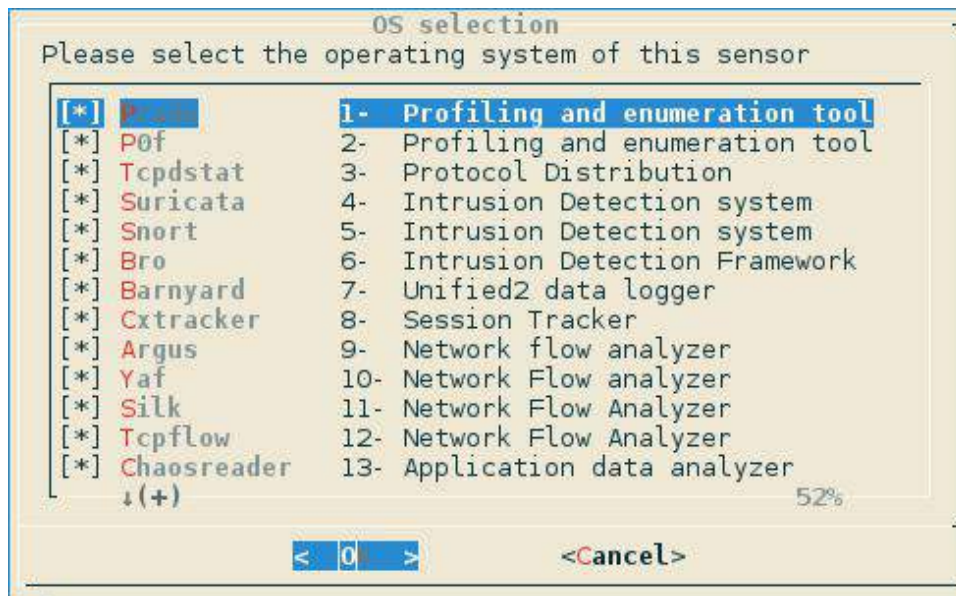 OS selection
Please select the operating system of this sensor
[*] 1- Profiling and enumeration tool
[*] P0f 2- Profiling and enumeration tool
[*] Tcpdstat 3- Protocol Distribution
[*] Suricata 4- Intrusion Detection system
[*] Snort 5- Intrusion Detection system
[*] Bro 6- Intrusion Detection Framework
[*] Barnyard 7- Unified2 data logger
[*] Cxtracker 8- Session Tracker
[*] Argus 9- Network flow analyzer
[*] Yaf 10- Network Flow analyzer
[*] Silk 11- Network Flow Analyzer
[*] Tcpflow 12- Network Flow Analyzer
[*] Chaosreader 13- Application data analyzer
↓(+) 52%
< Ok > <Cancel>